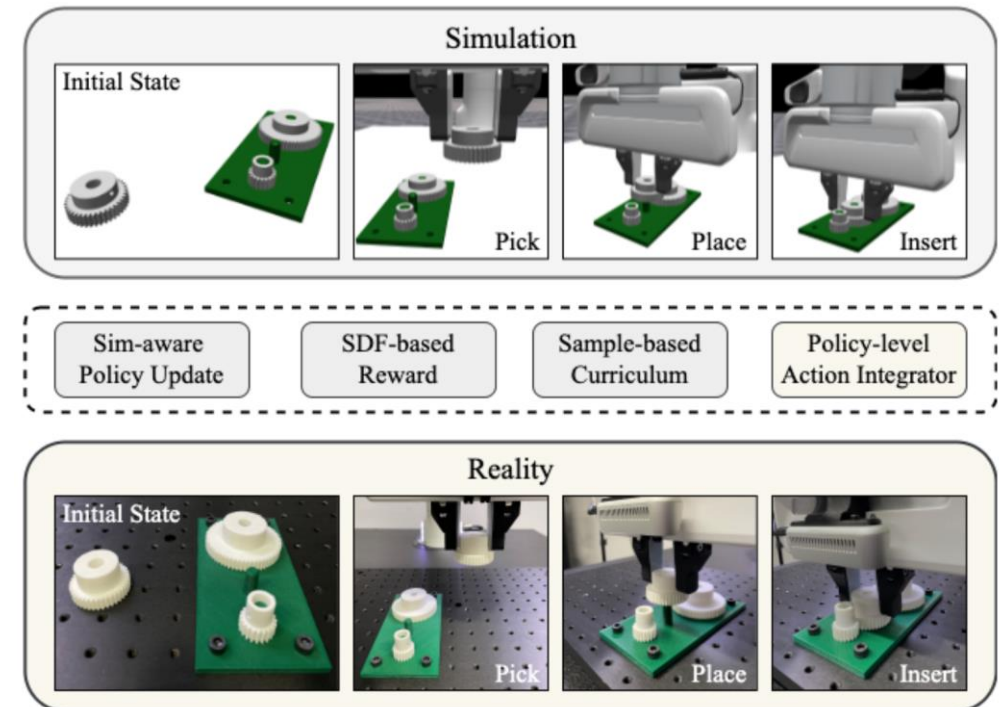 Simulation
Initial State
Pick
Place
Insert
Sim-aware
Policy Update
SDF-based
Reward
Sample-based
Curriculum
Policy-level
Action Integrator
Reality
Initial State
Pick
Place
Insert